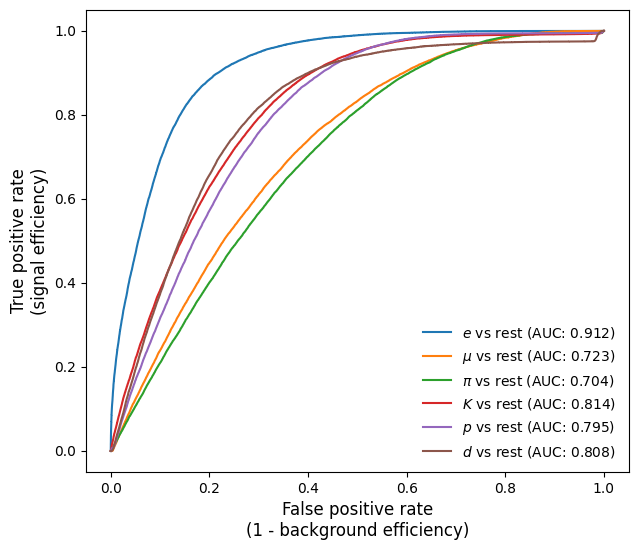 True positive rate
(signal efficiency)
1.0
0.8
0.6
0.4
0.2
0.0
e vs rest (AUC: 0.912)
μ vs rest (AUC: 0.723)
π vs rest (AUC: 0.704)
K vs rest (AUC: 0.814)
p vs rest (AUC: 0.795)
d vs rest (AUC: 0.808)
0.0 0.2 0.4 0.6 0.8 1.0
False positive rate
(1 - background efficiency)